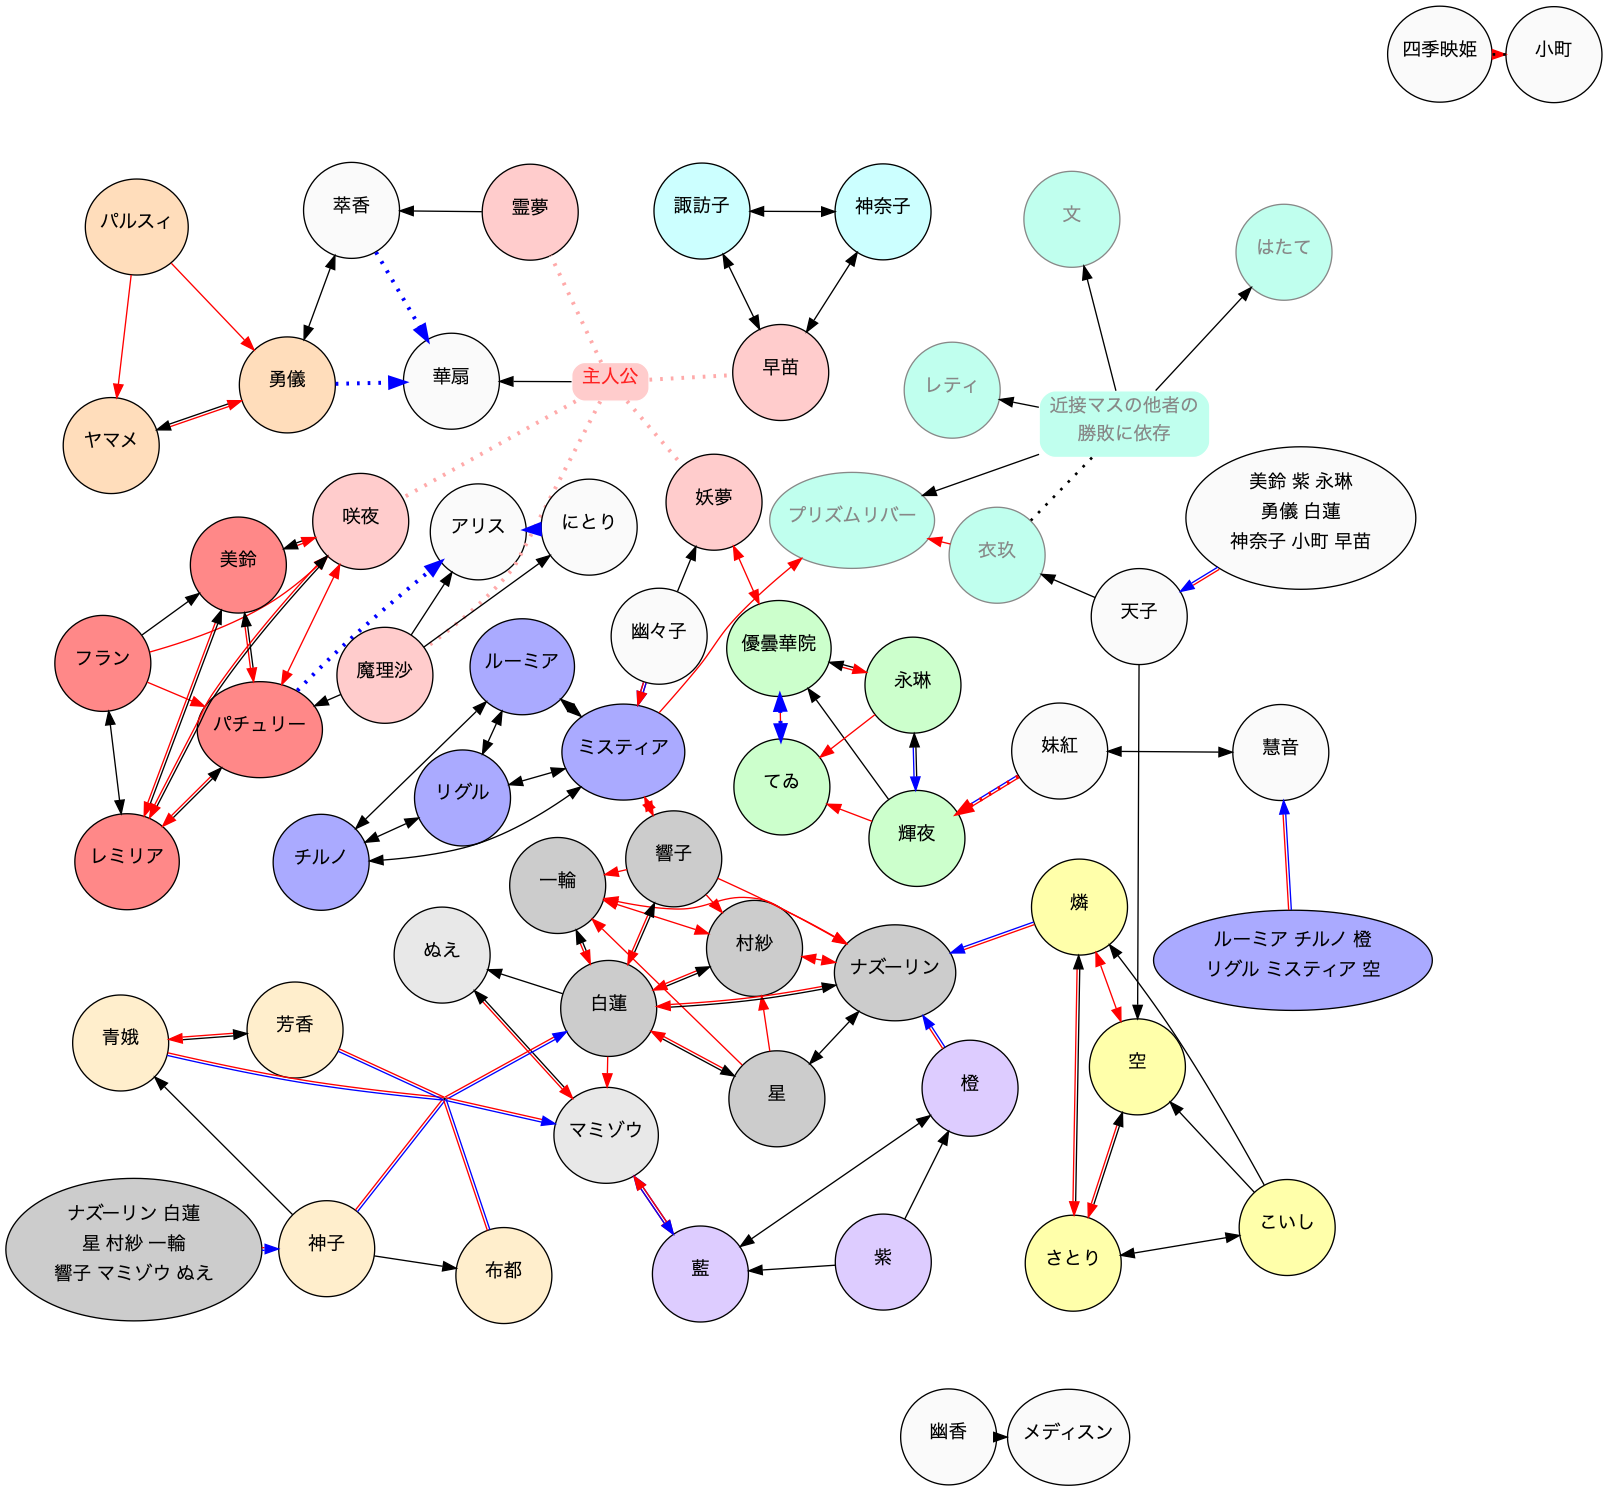 四季映姫
小町
パルスィ
萃香
霊夢
諏訪子
神奈子
文
はたて
勇儀
華扇
主人公
早苗
レティ
近接マスの他者の
勝敗に依存
ヤマメ
咲夜
アリス
にとり
妖夢
プリズムリバー
衣玖
美鈴 紫 永琳
勇儀 白蓮
神奈子 小町 早苗
美鈴
天子
フラン
魔理沙
ルーミア
幽々子
優曇華院
永琳
パチュリー
ミスティア
妹紅
慧音
リグル
てゐ
輝夜
レミリア
チルノ
響子
一輪
燐
村紗
ルーミア チルノ 橙
リグル ミスティア 空
ぬえ
ナズーリン
白蓮
青娥
芳香
空
橙
星
マミゾウ
ナズーリン 白蓮
星 村紗 一輪
響子 マミゾウ ぬえ
神子
布都
藍
紫
さとり
こいし
幽香
メディスン